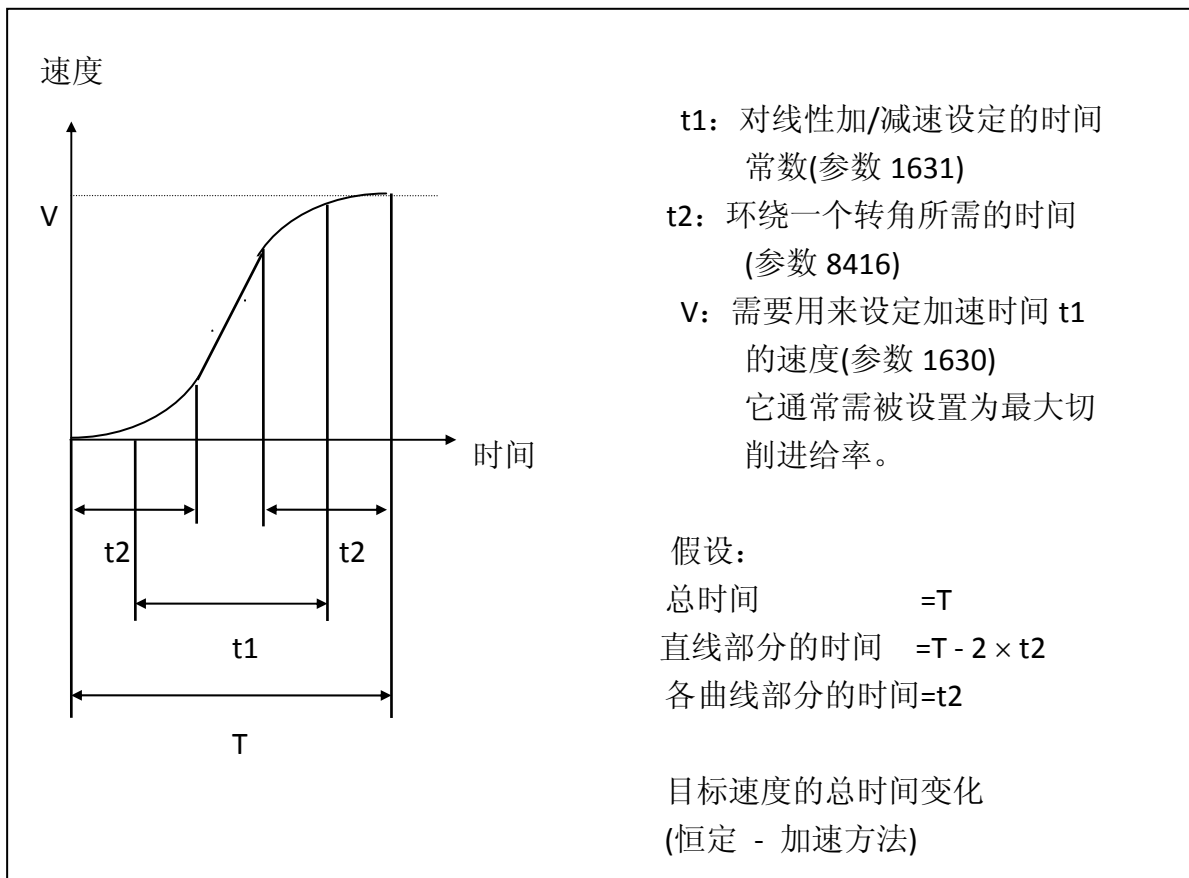 速度
V
时间
t2
t2
t1
T
t1：对线性加/减速设定的时间
常数(参数 1631)
t2：环绕一个转角所需的时间
(参数 8416)
V：需要用来设定加速时间 t1
的速度(参数 1630)
它通常需被设置为最大切
削进给率。
假设：
总时间 =T
直线部分的时间 =T - 2 × t2
各曲线部分的时间=t2
目标速度的总时间变化
(恒定 - 加速方法)